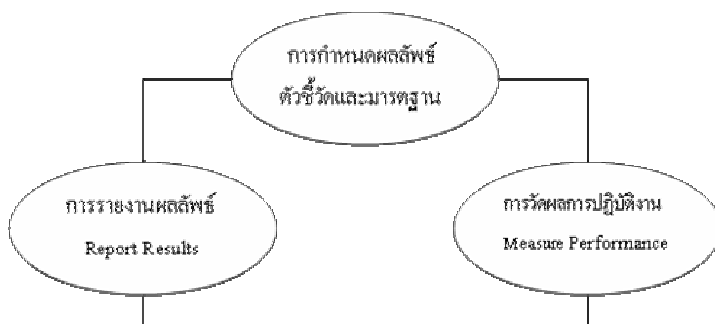 การกำหนดผลลัพธ์
ตัวชี้วัดและมารตฐาน
การรายงานผลลัพธ์
Report Results
การวัดผลการปฏิบัติงาน
Measure Performance